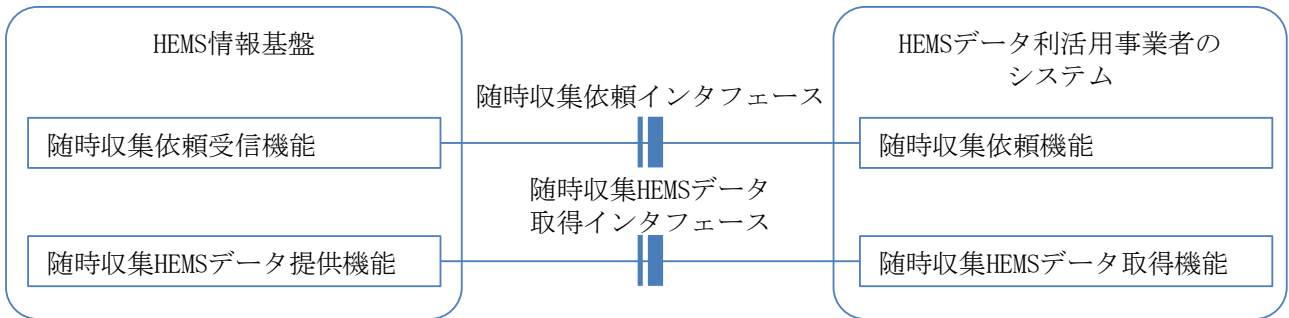 HEMS情報基盤
HEMSデータ利活用事業者の
システム
随時収集依頼インタフェース
随時収集依頼受信機能
随時収集依頼機能
随時収集HEMSデータ
取得インタフェース
随時収集HEMSデータ提供機能
随時収集HEMSデータ取得機能